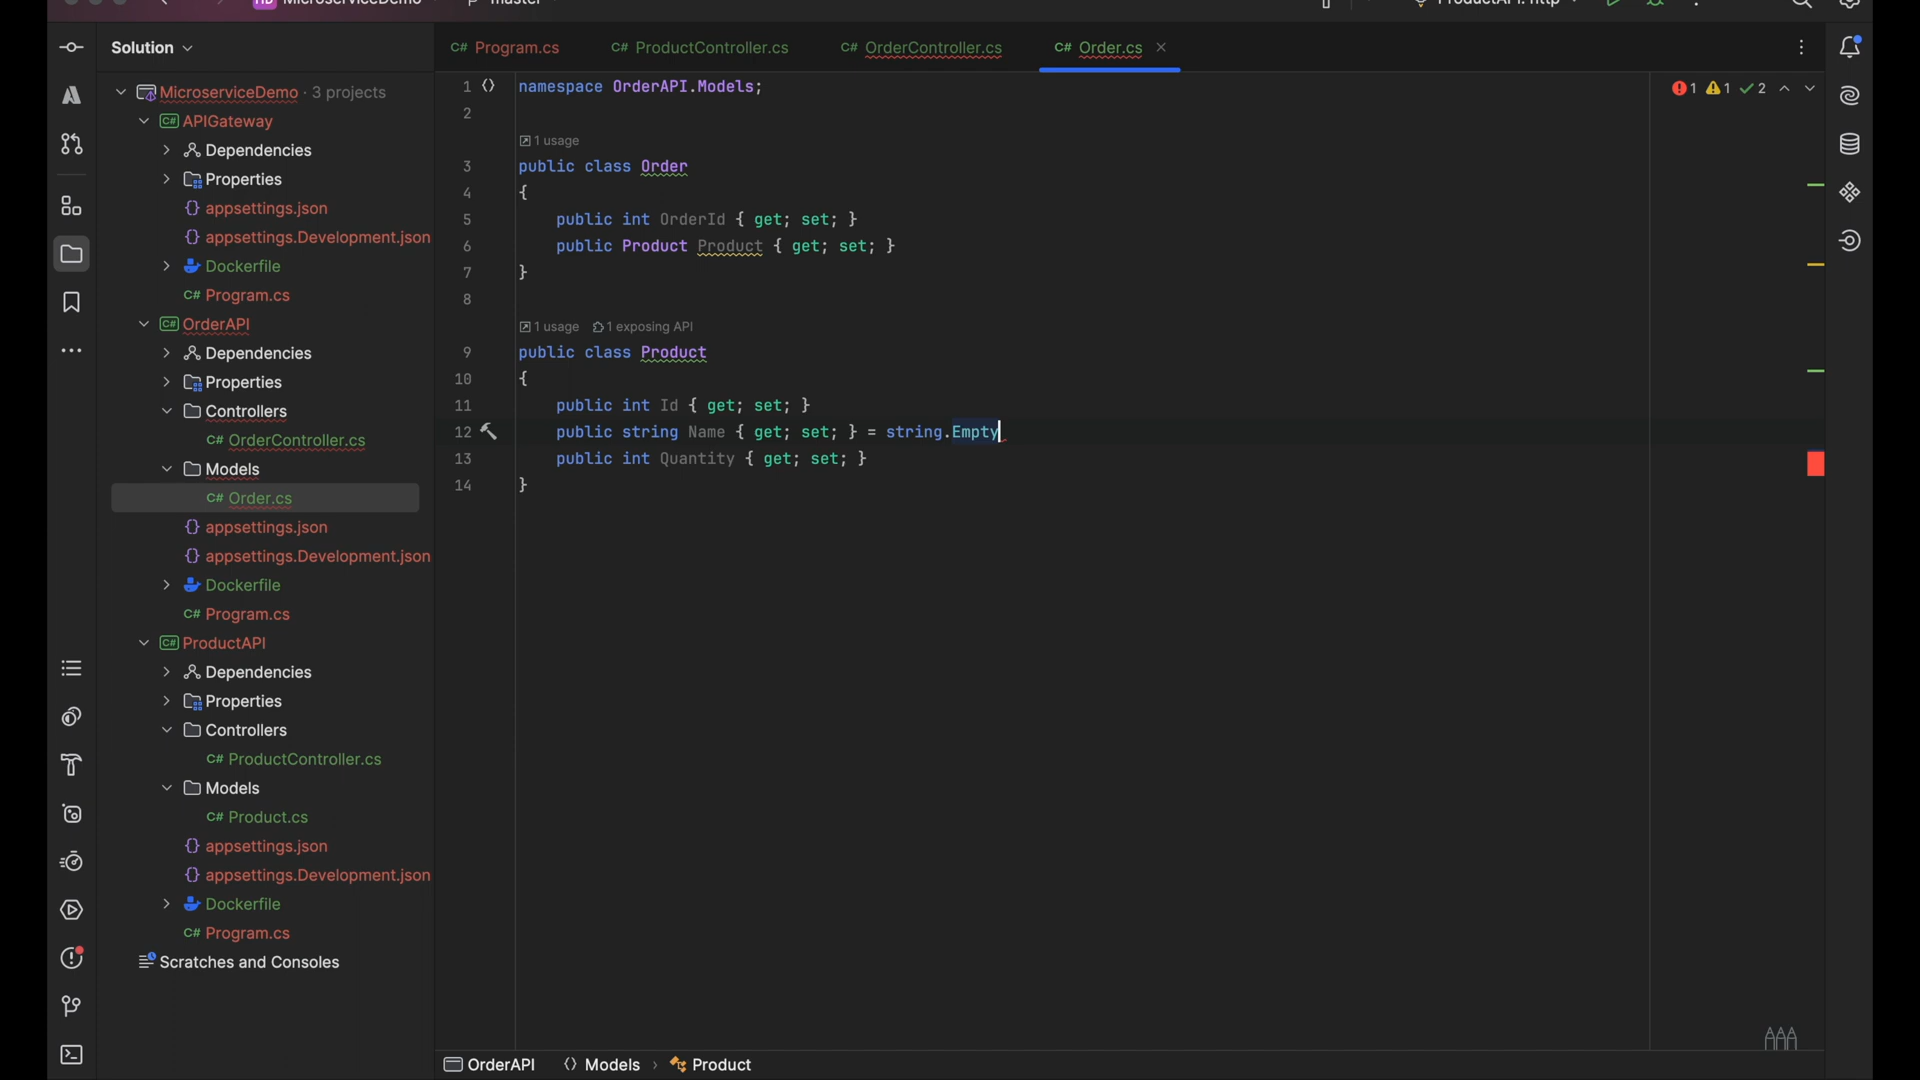 MicroserviceDemo
master
ProductAPI: http
Solution
Program.cs
ProductController.cs
OrderController.cs
Order.cs
MicroserviceDemo · 3 projects
APIGateway
Dependencies
Properties
appsettings.json
appsettings.Development.json
Dockerfile
Program.cs
OrderAPI
Dependencies
Properties
Controllers
OrderController.cs
Models
Order.cs
appsettings.json
appsettings.Development.json
Dockerfile
Program.cs
ProductAPI
Dependencies
Properties
Controllers
ProductController.cs
Models
Product.cs
appsettings.json
appsettings.Development.json
Dockerfile
Program.cs
Scratches and Consoles
1 1 2
1 namespace OrderAPI.Models;
2
1 usage
3 public class Order
4 {
5 public int OrderId { get; set; }
6 public Product Product { get; set; }
7 }
8
1 usage 1 exposing API
9 public class Product
10 {
11 public int Id { get; set; }
12 public string Name { get; set; } = string.Empty
13 public int Quantity { get; set; }
14 }
OrderAPI Models › Product